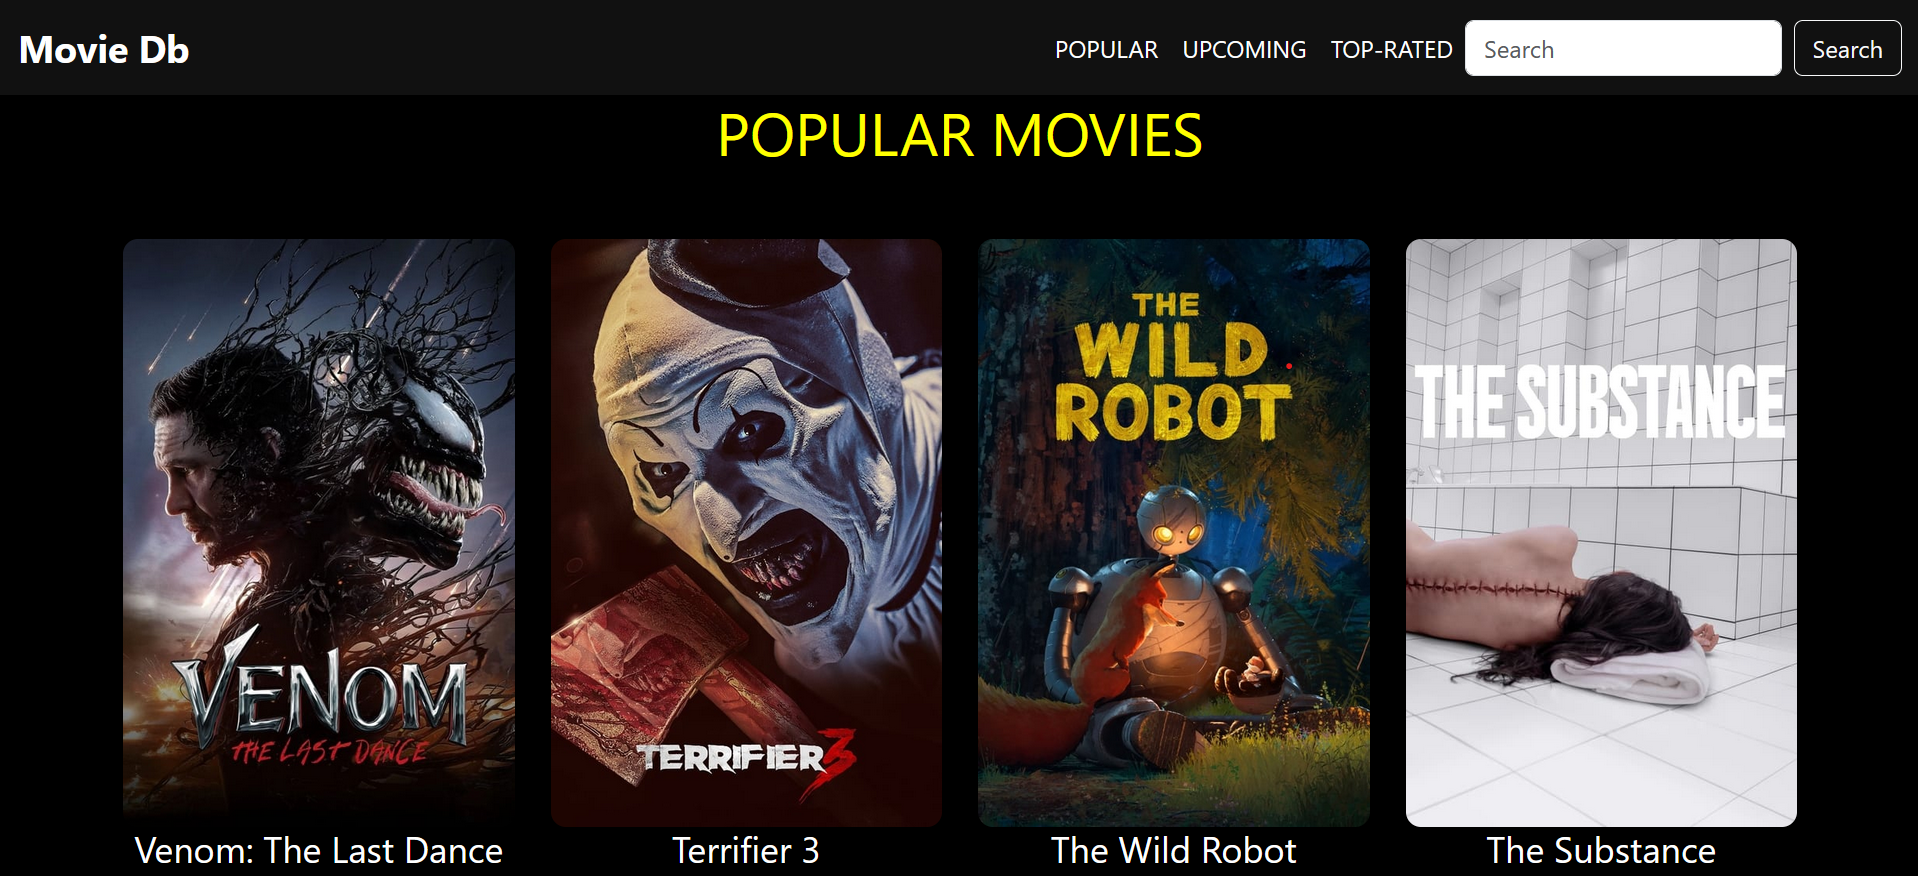 Movie Db
POPULAR
UPCOMING
TOP-RATED
Search
Search
POPULAR MOVIES
VENOM
THE LAST DANCE
TERRIFIER 3
THE
WILD
ROBOT
THE SUBSTANCE
Venom: The Last Dance
Terrifier 3
The Wild Robot
The Substance